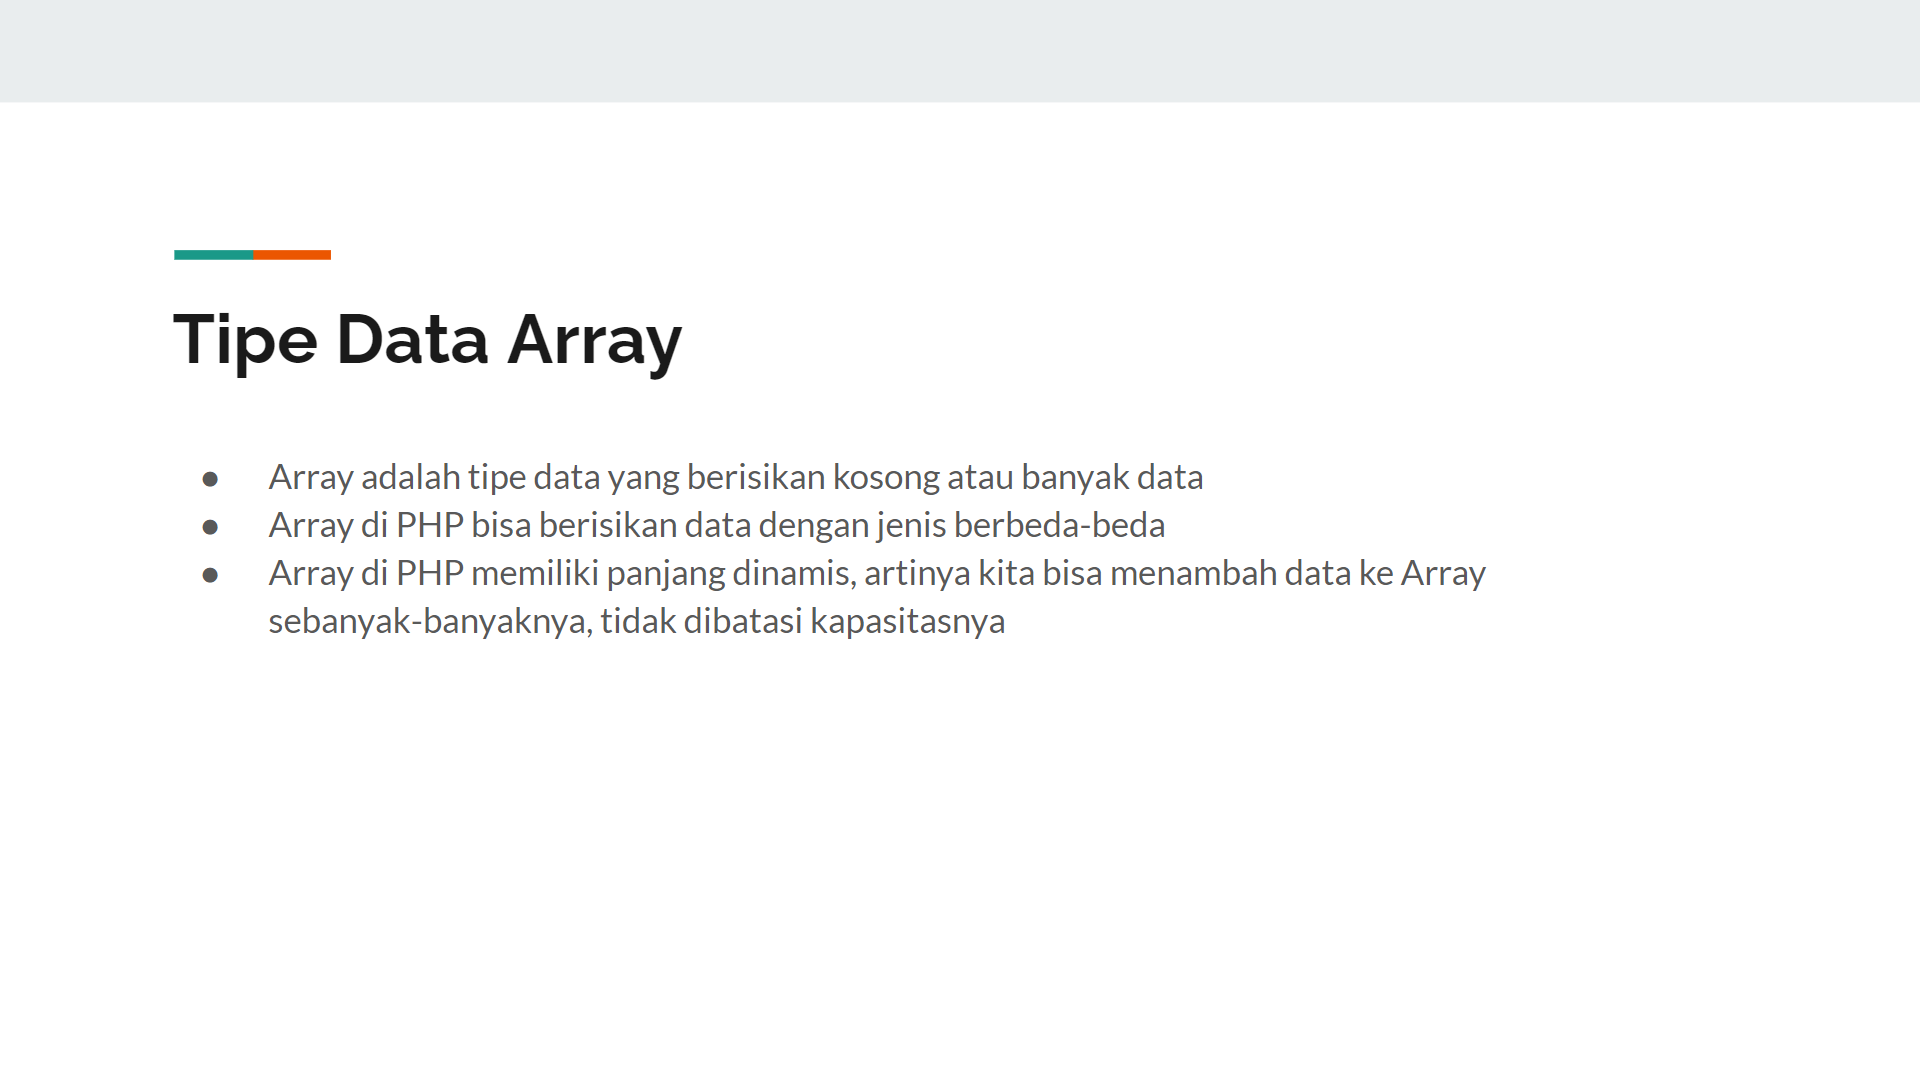 Tipe Data Array
● Array adalah tipe data yang berisikan kosong atau banyak data
● Array di PHP bisa berisikan data dengan jenis berbeda-beda
● Array di PHP memiliki panjang dinamis, artinya kita bisa menambah data ke Array
sebanyak-banyaknya, tidak dibatasi kapasitasnya